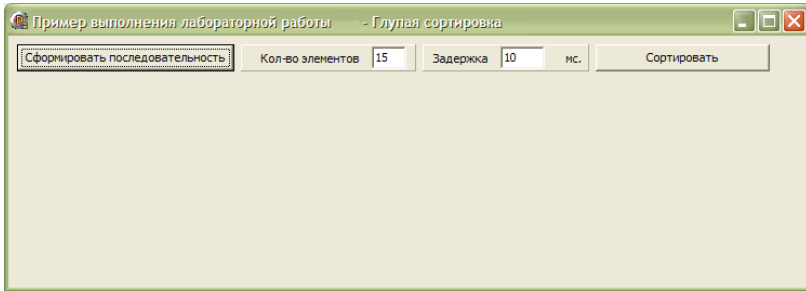 Пример выполнения лабораторной работы - Глупая сортировка
Сформировать последовательность Кол-во элементов 15 Задержка 10 мс. Сортировать